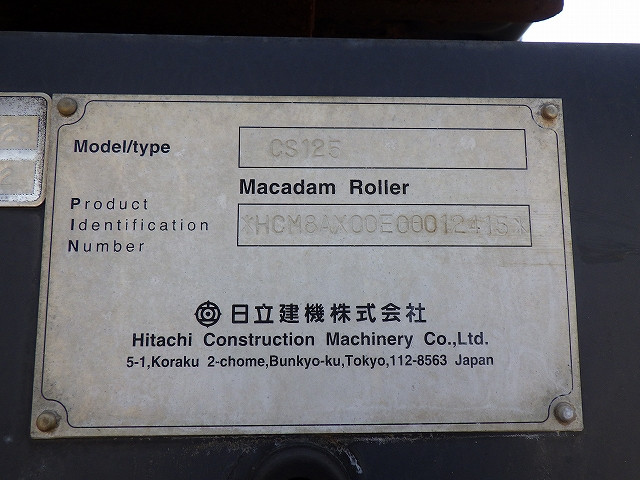 Model/type CS125
Macadam Roller
Product
Identification *HCM8AX00E00012415*
Number
日立建機株式会社
Hitachi Construction Machinery Co.,Ltd.
5-1,Koraku 2-chome,Bunkyo-ku,Tokyo,112-8563 Japan